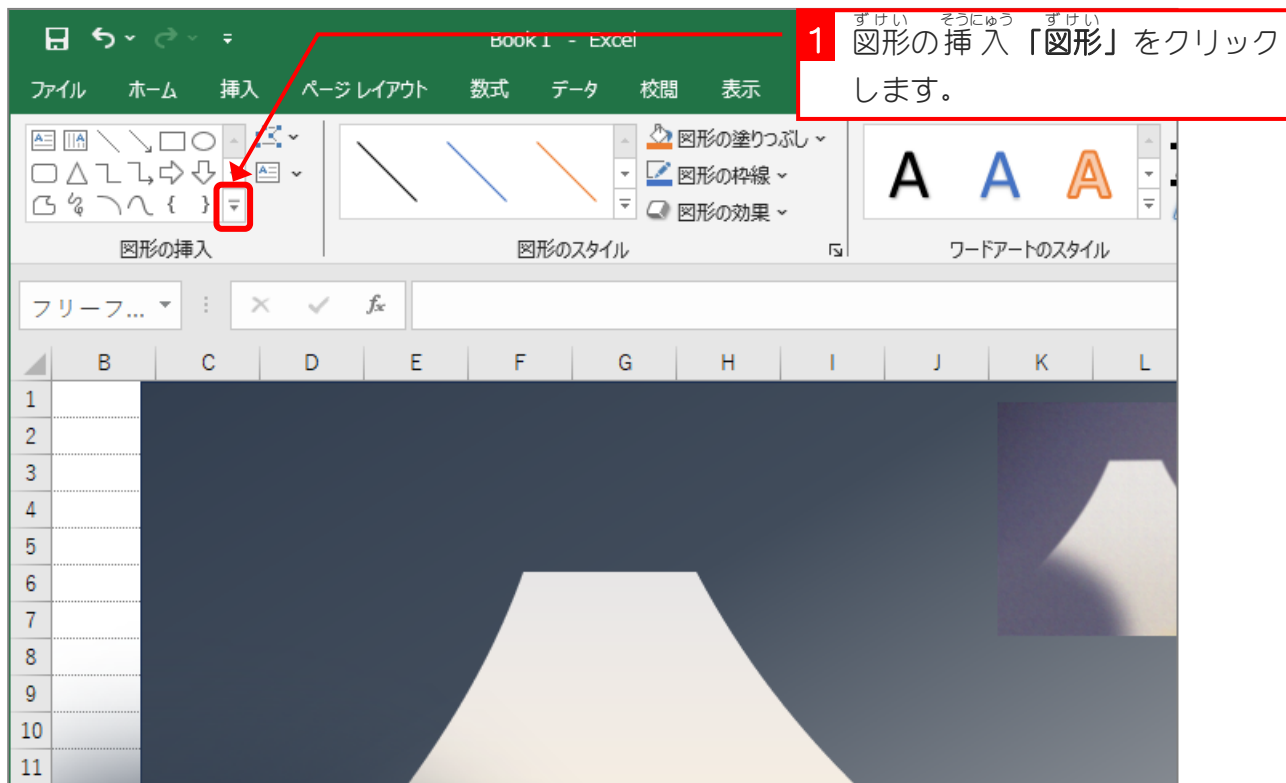 Book 1 - Excel
1 図形の挿入「図形」をクリック
ずけい そうにゅう ずけい
します。
ファイル ホーム 挿入 ページ レイアウト 数式 データ 校閲 表示
図形の塗りつぶし
図形の枠線
図形の効果
A A A
図形の挿入 図形のスタイル ワードアートのスタイル
フリーフ... fx
B C D E F G H I J K L
1
2
3
4
5
6
7
8
9
10
11